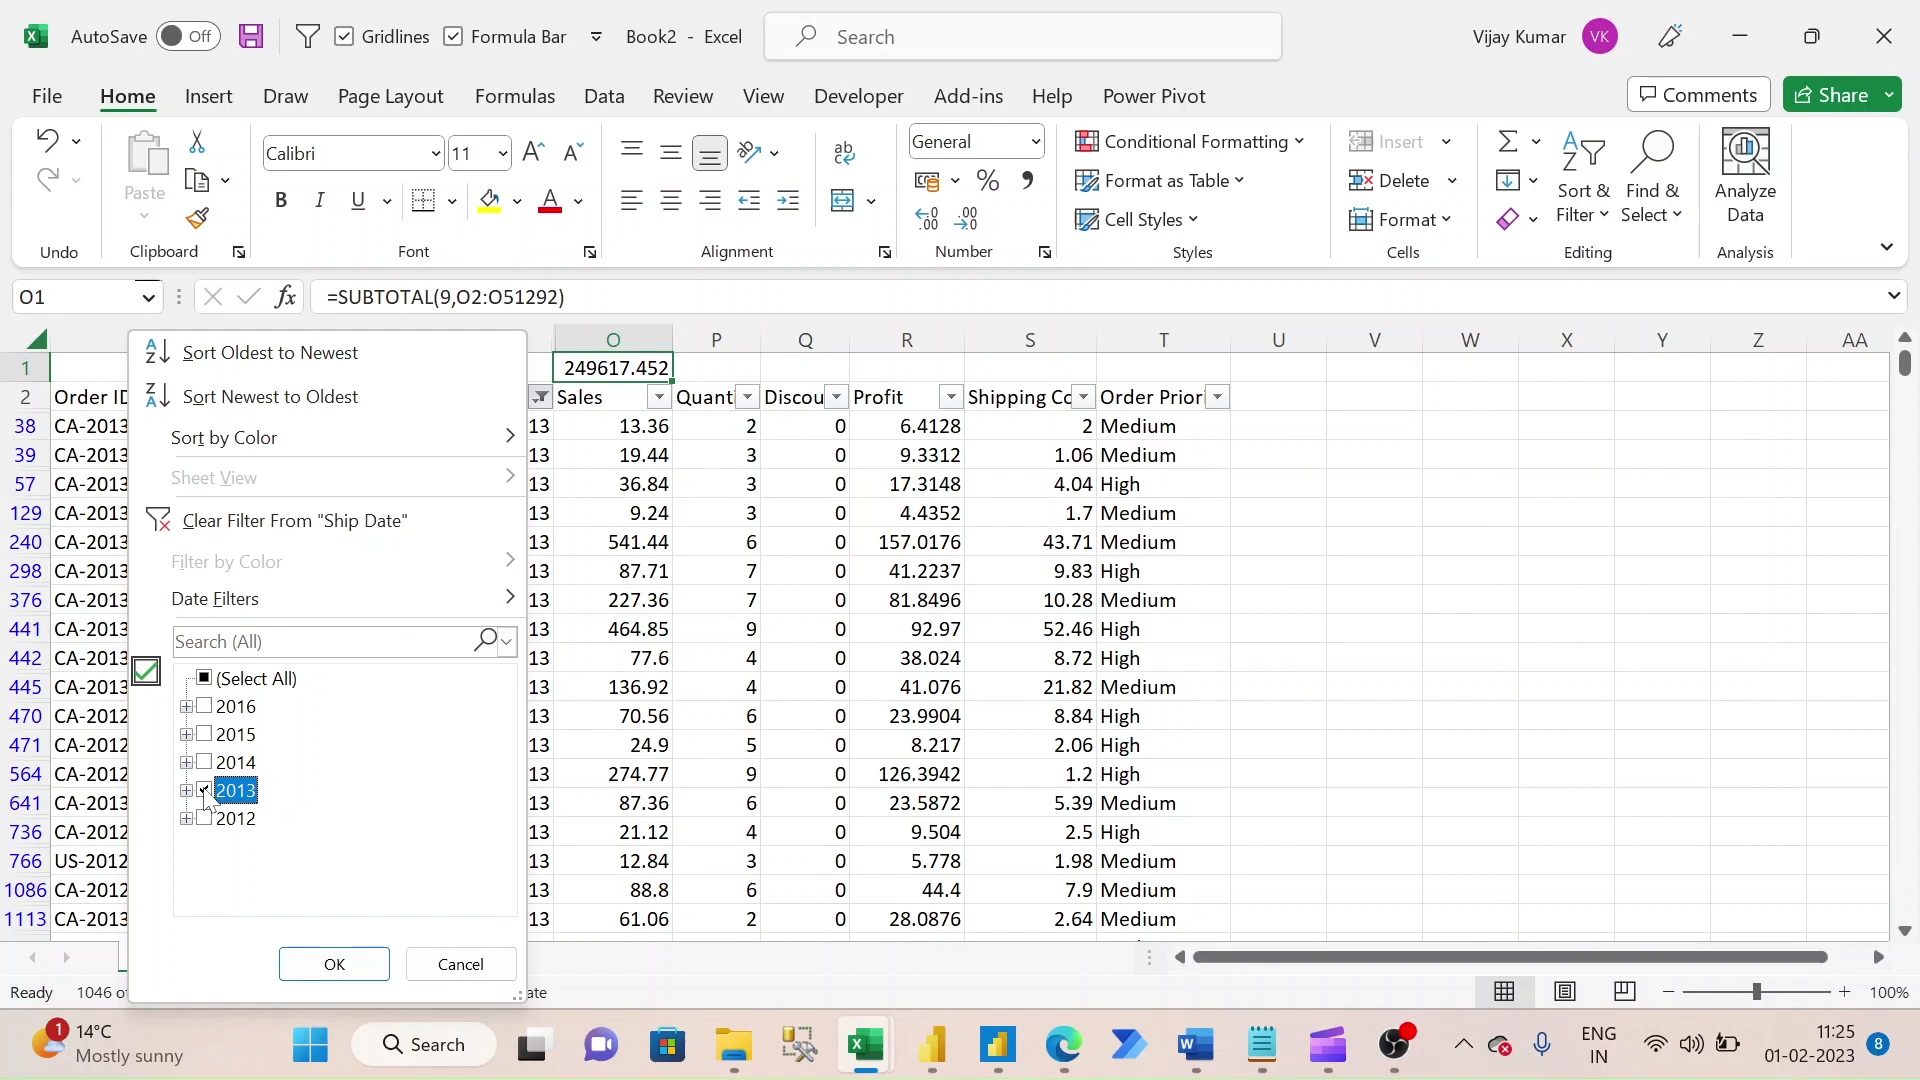 AutoSave Off Gridlines Formula Bar Book2 - Excel Search Vijay Kumar VK
File Home Insert Draw Page Layout Formulas Data Review View Developer Add-ins Help Power Pivot Comments Share
Calibri 11 General Conditional Formatting Insert
Paste Format as Table Delete Sort & Find & Analyze
B I U Cell Styles Format Filter Select Data
Undo Clipboard Font Alignment Number Styles Cells Editing Analysis
O1 fx =SUBTOTAL(9,O2:O51292)
O P Q R S T U V W X Y Z AA
1 249617.452
2 Order ID Sales Quanti Discou Profit Shipping Co Order Priori
38 CA-2013 13 13.36 2 0 6.4128 2 Medium
39 CA-2013 13 19.44 3 0 9.3312 1.06 Medium
57 CA-2013 13 36.84 3 0 17.3148 4.04 High
129 CA-2013 13 9.24 3 0 4.4352 1.7 Medium
240 CA-2013 13 541.44 6 0 157.0176 43.71 Medium
298 CA-2013 13 87.71 7 0 41.2237 9.83 High
376 CA-2013 13 227.36 7 0 81.8496 10.28 Medium
441 CA-2013 13 464.85 9 0 92.97 52.46 High
442 CA-2013 13 77.6 4 0 38.024 8.72 High
445 CA-2013 13 136.92 4 0 41.076 21.82 Medium
470 CA-2012 13 70.56 6 0 23.9904 8.84 High
471 CA-2012 13 24.9 5 0 8.217 2.06 High
564 CA-2012 13 274.77 9 0 126.3942 1.2 High
641 CA-2013 13 87.36 6 0 23.5872 5.39 Medium
736 CA-2012 13 21.12 4 0 9.504 2.5 High
766 US-2012 13 12.84 3 0 5.778 1.98 Medium
1086 CA-2012 13 88.8 6 0 44.4 7.9 Medium
1113 CA-2013 13 61.06 2 0 28.0876 2.64 Medium
Sort Oldest to Newest
Sort Newest to Oldest
Sort by Color
Sheet View
Clear Filter From "Ship Date"
Filter by Color
Date Filters
Search (All)
(Select All)
2016
2015
2014
2013
2012
OK Cancel
Ready 1046 o ate 100%
1 14°C
Mostly sunny
Search
ENG
IN
11:25
01-02-2023 8